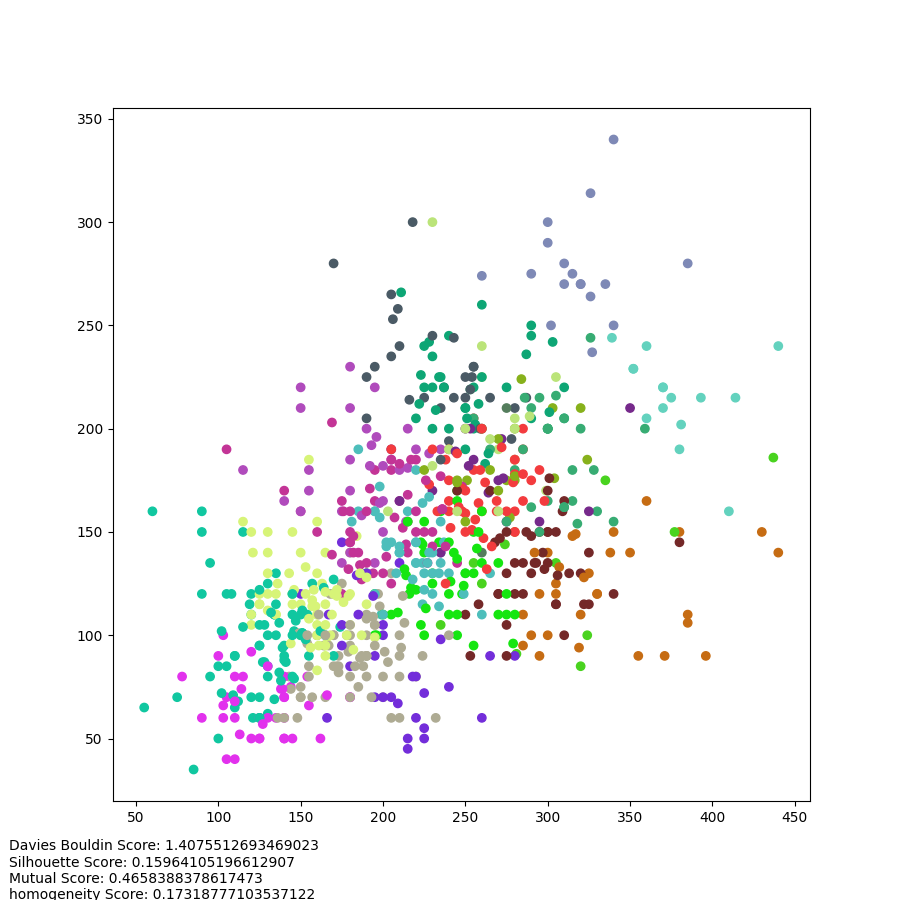 350
300
250
200
150
100
50
50 100 150 200 250 300 350 400 450
Davies Bouldin Score: 1.4075512693469023
Silhouette Score: 0.15964105196612907
Mutual Score: 0.4658388378617473
homogeneity Score: 0.17318777103537122